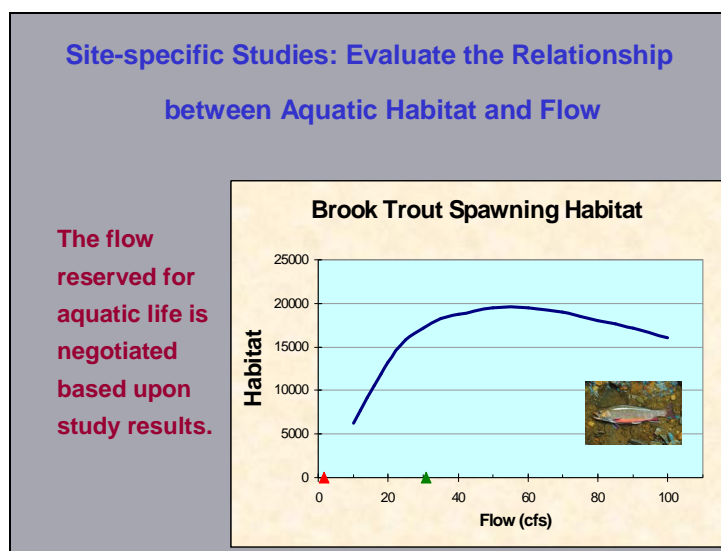 Site-specific Studies: Evaluate the Relationship
between Aquatic Habitat and Flow
The flow
reserved for
aquatic life is
negotiated
based upon
study results.
Brook Trout Spawning Habitat
Habitat
25000
20000
15000
10000
5000
0
0 20 40 60 80 100
Flow (cfs)